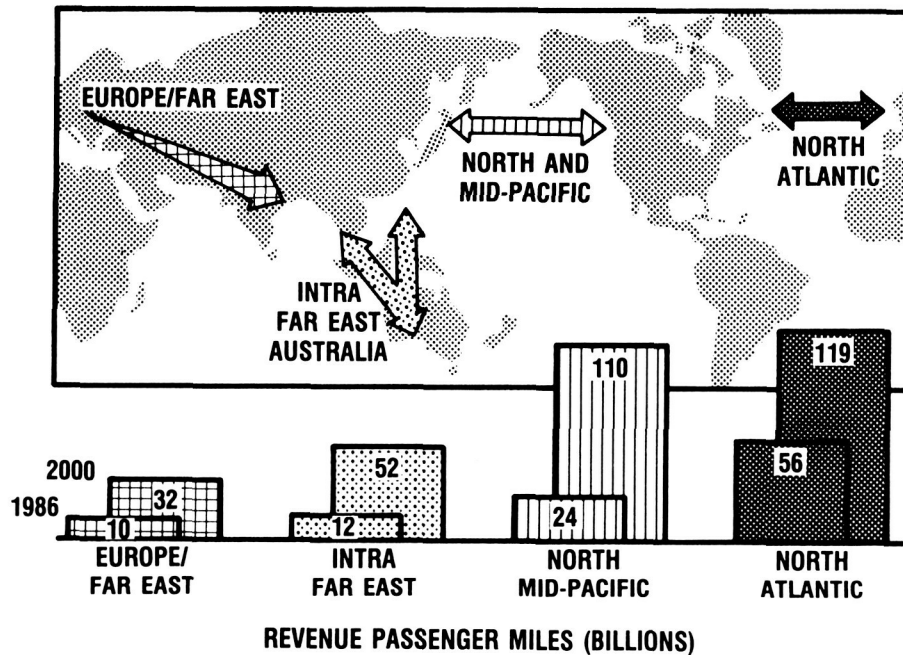 EUROPE/FAR EAST
NORTH AND
MID-PACIFIC
NORTH
ATLANTIC
INTRA
FAR EAST
AUSTRALIA
110
119
2000
52
56
1986
32
10
12
24
EUROPE/
FAR EAST
INTRA
FAR EAST
NORTH
MID-PACIFIC
NORTH
ATLANTIC
REVENUE PASSENGER MILES (BILLIONS)